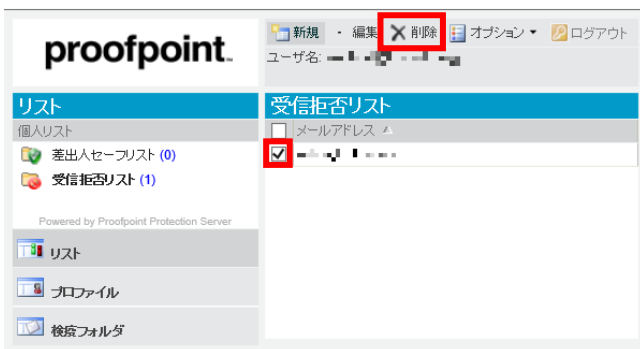 proofpoint.
新規 ・ 編集 削除 オプション ▼ ログアウト
ユーザ名:
リスト
個人リスト
差出人セーフリスト (0)
受信拒否リスト (1)
Powered by Proofpoint Protection Server
リスト
プロファイル
検疫フォルダ
受信拒否リスト
メールアドレス